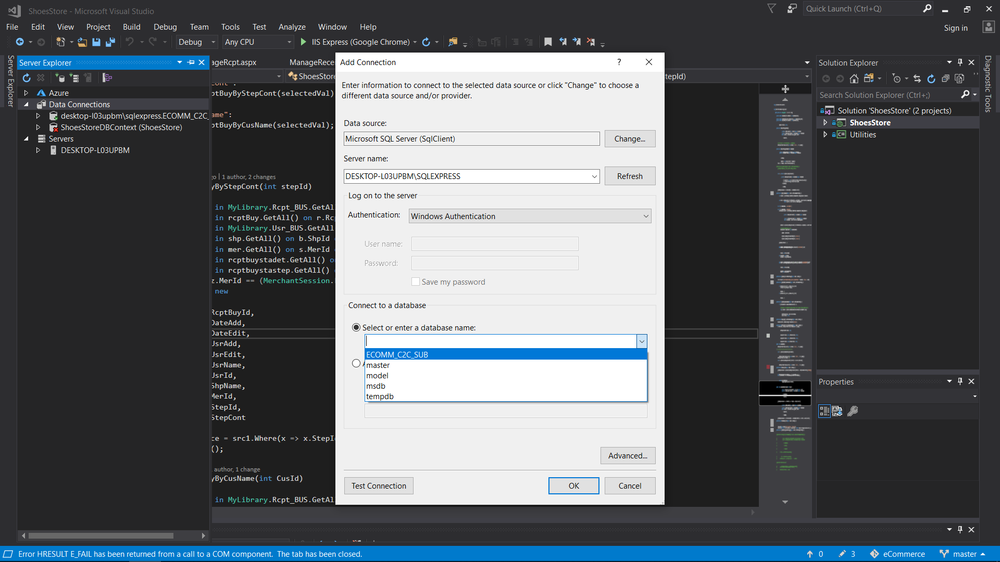 ShoesStore - Microsoft Visual Studio
Quick Launch (Ctrl+Q)
File Edit View Project Build Debug Team Tools Test Analyze Window Help
Sign in
Debug
Any CPU
IIS Express (Google Chrome)
Server Explorer
Server Explorer
Azure
Data Connections
desktop-l03upbm\sqlexpress.ECOMM_C2C_
ShoesStoreDBContext (ShoesStore)
Servers
DESKTOP-L03UPBM
ageRcpt.aspx
ManageRece
ShoesStore
tepId)
ptBuyByStepCont(selectedVal)
ame":
ptBuyByCusName(selectedVal);
go | 1 author, 2 changes
yByStepCont(int stepId)
in MyLibrary.Rcpt_BUS.GetAl
in rcptBuy.GetAll() on r.Rc
in MyLibrary.Usr_BUS.GetAll
in shp.GetAll() on b.ShpId
in mer.GetAll() on s.MerId
in rcptbuystadet.GetAll() o
in rcptbuystastep.GetAll()
z.MerId == (MerchantSession.
new
RcptBuyId,
DateAdd,
DateEdit,
UsrAdd,
UsrEdit,
UsrName,
UsrId,
ShpName,
MerId,
StepId,
StepCont
ce = src1.Where(x => x.StepI
();
author, 1 change
yByCusName(int CusId)
in MyLibrary.Rcpt_BUS.GetAl
Add Connection
?
Enter information to connect to the selected data source or click "Change" to choose a
different data source and/or provider.
Data source:
Microsoft SQL Server (SqlClient)
Change...
Server name:
DESKTOP-L03UPBM\SQLEXPRESS
Refresh
Log on to the server
Authentication:
Windows Authentication
User name:
Password:
Save my password
Connect to a database
Select or enter a database name:
ECOMM_C2C_SUB
master
model
msdb
tempdb
Advanced...
Test Connection
OK
Cancel
Solution Explorer
Search Solution Explorer (Ctrl+;)
Solution 'ShoesStore' (2 projects)
ShoesStore
C# Utilities
Properties
Diagnostic Tools
Error HRESULT E_FAIL has been returned from a call to a COM component. The tab has been closed.
0
3
eCommerce
master